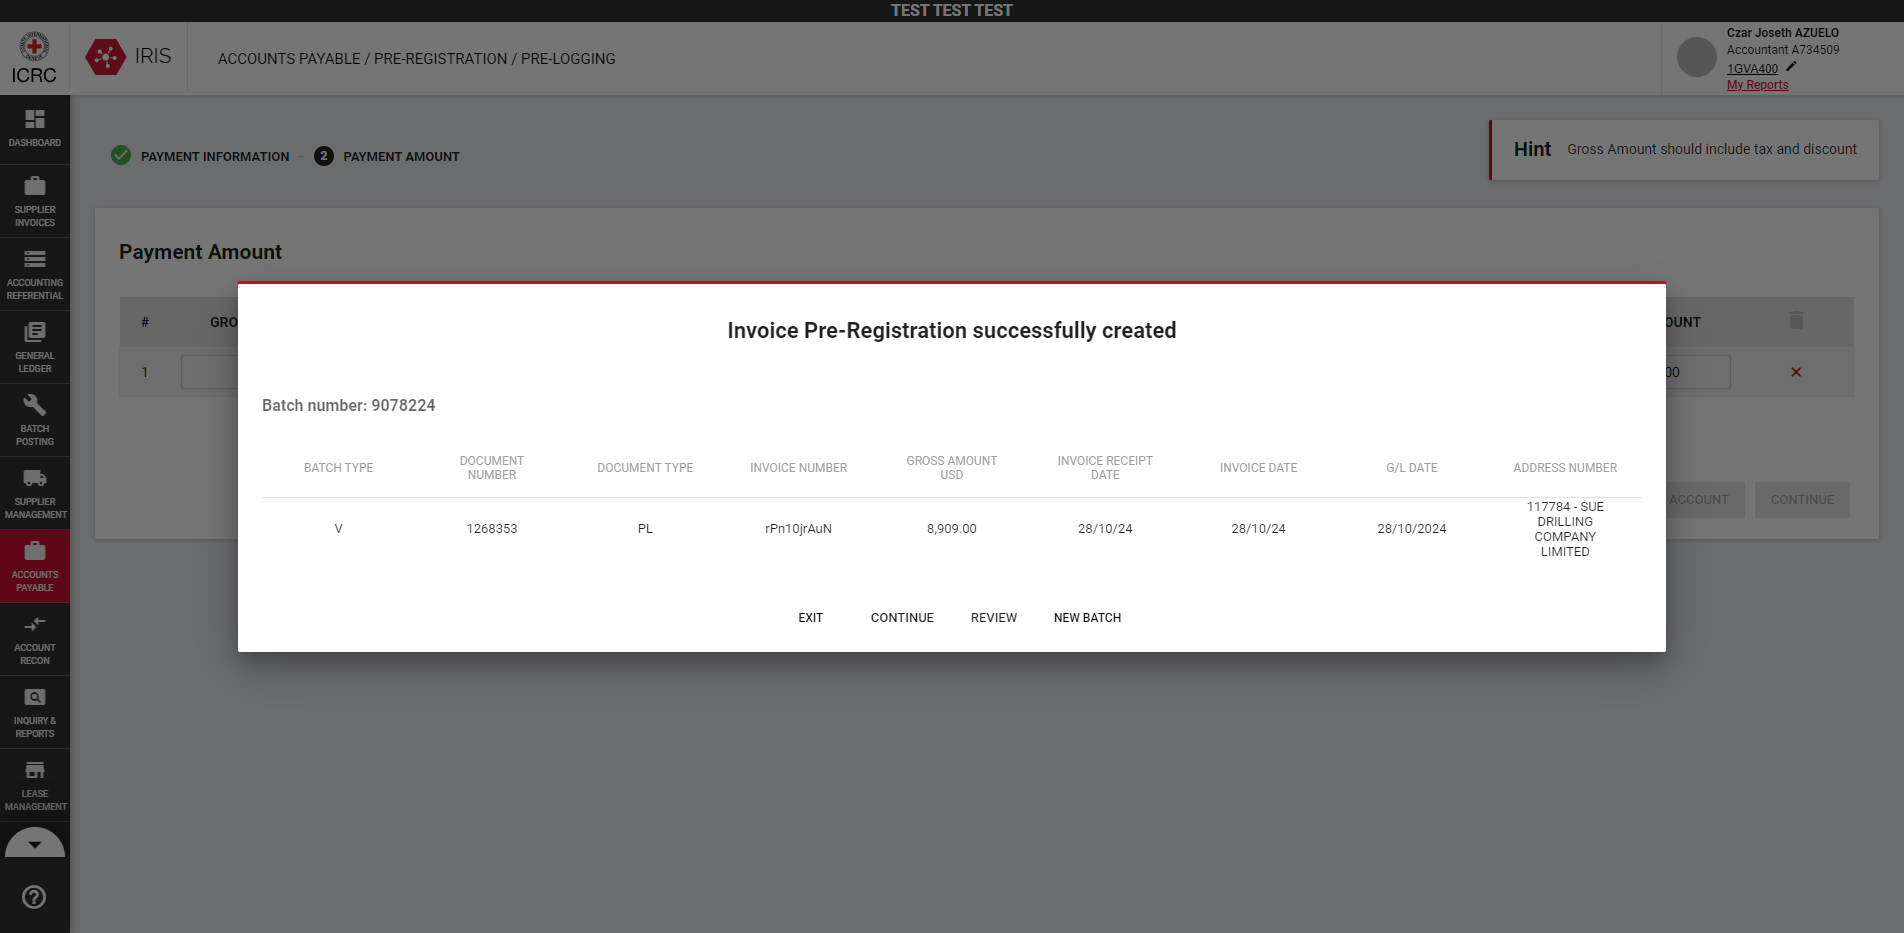 TEST TEST TEST
ICRC
IRIS
ACCOUNTS PAYABLE / PRE-REGISTRATION / PRE-LOGGING
Czar Joseth AZUELO
Accountant A734509
1GVA400
My Reports
DASHBOARD
SUPPLIER
INVOICES
ACCOUNTING
REFERENTIAL
GENERAL
LEDGER
BATCH
POSTING
SUPPLIER
MANAGEMENT
ACCOUNTS
PAYABLE
ACCOUNT
RECON
INQUIRY &
REPORTS
LEASE
MANAGEMENT
PAYMENT INFORMATION
2 PAYMENT AMOUNT
Hint Gross Amount should include tax and discount
Payment Amount
# GRO OUNT
1 00
ACCOUNT CONTINUE
Invoice Pre-Registration successfully created
Batch number: 9078224
BATCH TYPE DOCUMENT NUMBER DOCUMENT TYPE INVOICE NUMBER GROSS AMOUNT USD INVOICE RECEIPT DATE INVOICE DATE G/L DATE ADDRESS NUMBER
V 1268353 PL rPn10jrAuN 8,909.00 28/10/24 28/10/24 28/10/2024 117784 - SUE DRILLING COMPANY LIMITED
EXIT CONTINUE REVIEW NEW BATCH